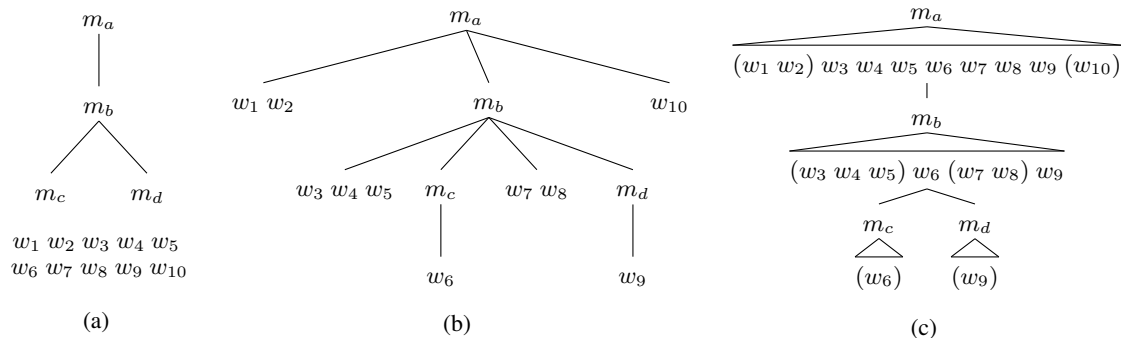 m_a
m_b
m_c m_d
w_1 w_2 w_3 w_4 w_5
w_6 w_7 w_8 w_9 w_10
(a)
m_a
w_1 w_2 m_b w_10
w_3 w_4 w_5 m_c w_7 w_8 m_d
w_6 w_9
(b)
m_a
(w_1 w_2) w_3 w_4 w_5 w_6 w_7 w_8 w_9 (w_10)
m_b
(w_3 w_4 w_5) w_6 (w_7 w_8) w_9
m_c m_d
(w_6) (w_9)
(c)